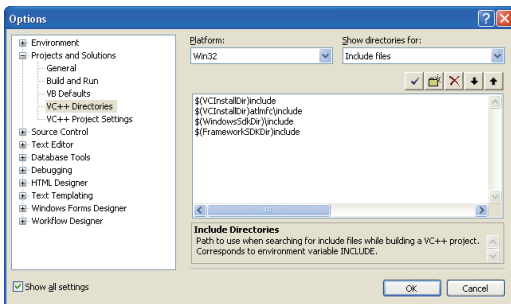 Options
Environment
Projects and Solutions
General
Build and Run
VB Defaults
VC++ Directories
VC++ Project Settings
Source Control
Text Editor
Database Tools
Debugging
HTML Designer
Text Templating
Windows Forms Designer
Workflow Designer
Show all settings
Platform:
Win32
Show directories for:
Include files
$(VCInstallDir)include
$(VCInstallDir)atlmfc\include
$(WindowsSdkDir)\include
$(FrameworkSDKDir)include
Include Directories
Path to use when searching for include files while building a VC++ project.
Corresponds to environment variable INCLUDE.
OK
Cancel